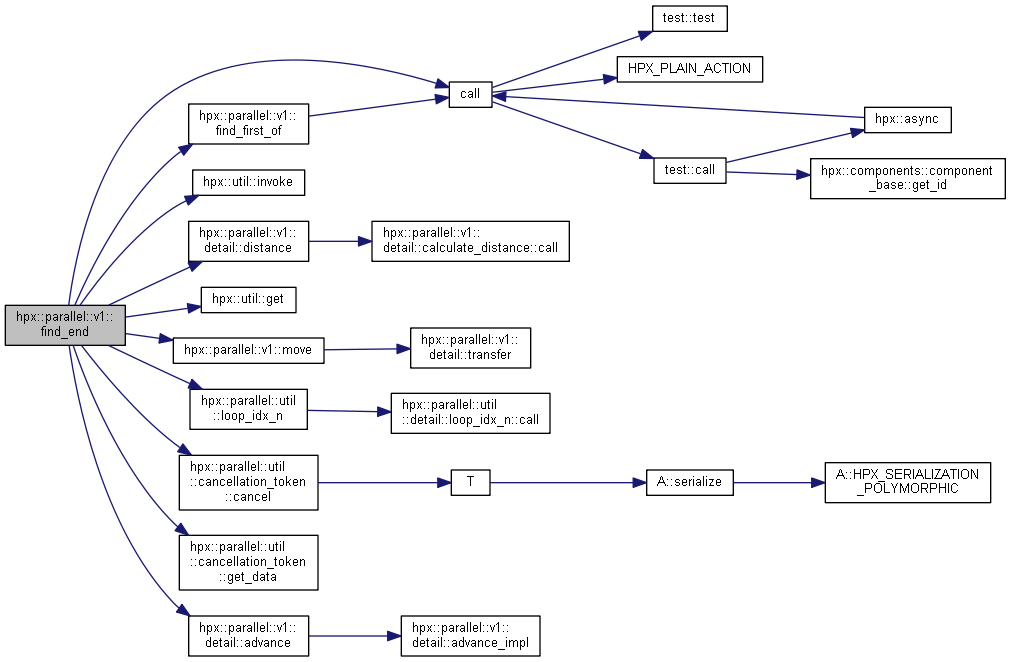 test::test
HPX_PLAIN_ACTION
call
hpx::parallel::v1::
find_first_of
hpx::async
test::call
hpx::components::component
_base::get_id
hpx::util::invoke
hpx::parallel::v1::
detail::distance
hpx::parallel::v1::
detail::calculate_distance::call
hpx::util::get
hpx::parallel::v1::
find_end
hpx::parallel::v1::move
hpx::parallel::v1::
detail::transfer
hpx::parallel::util
::loop_idx_n
hpx::parallel::util
::detail::loop_idx_n::call
hpx::parallel::util
::cancellation_token
::cancel
T
A::serialize
A::HPX_SERIALIZATION
_POLYMORPHIC
hpx::parallel::util
::cancellation_token
::get_data
hpx::parallel::v1::
detail::advance
hpx::parallel::v1::
detail::advance_impl